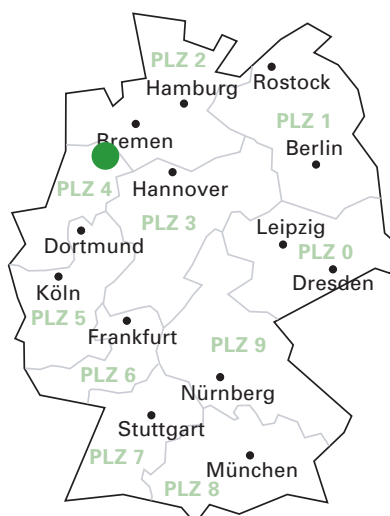 PLZ 2
Rostock
Hamburg
PLZ 1
Bremen
Berlin
PLZ 4
Hannover
PLZ 3
Leipzig
Dortmund
PLZ 0
Dresden
Köln
PLZ 5
Frankfurt
PLZ 9
PLZ 6
Nürnberg
Stuttgart
PLZ 7
München
PLZ 8